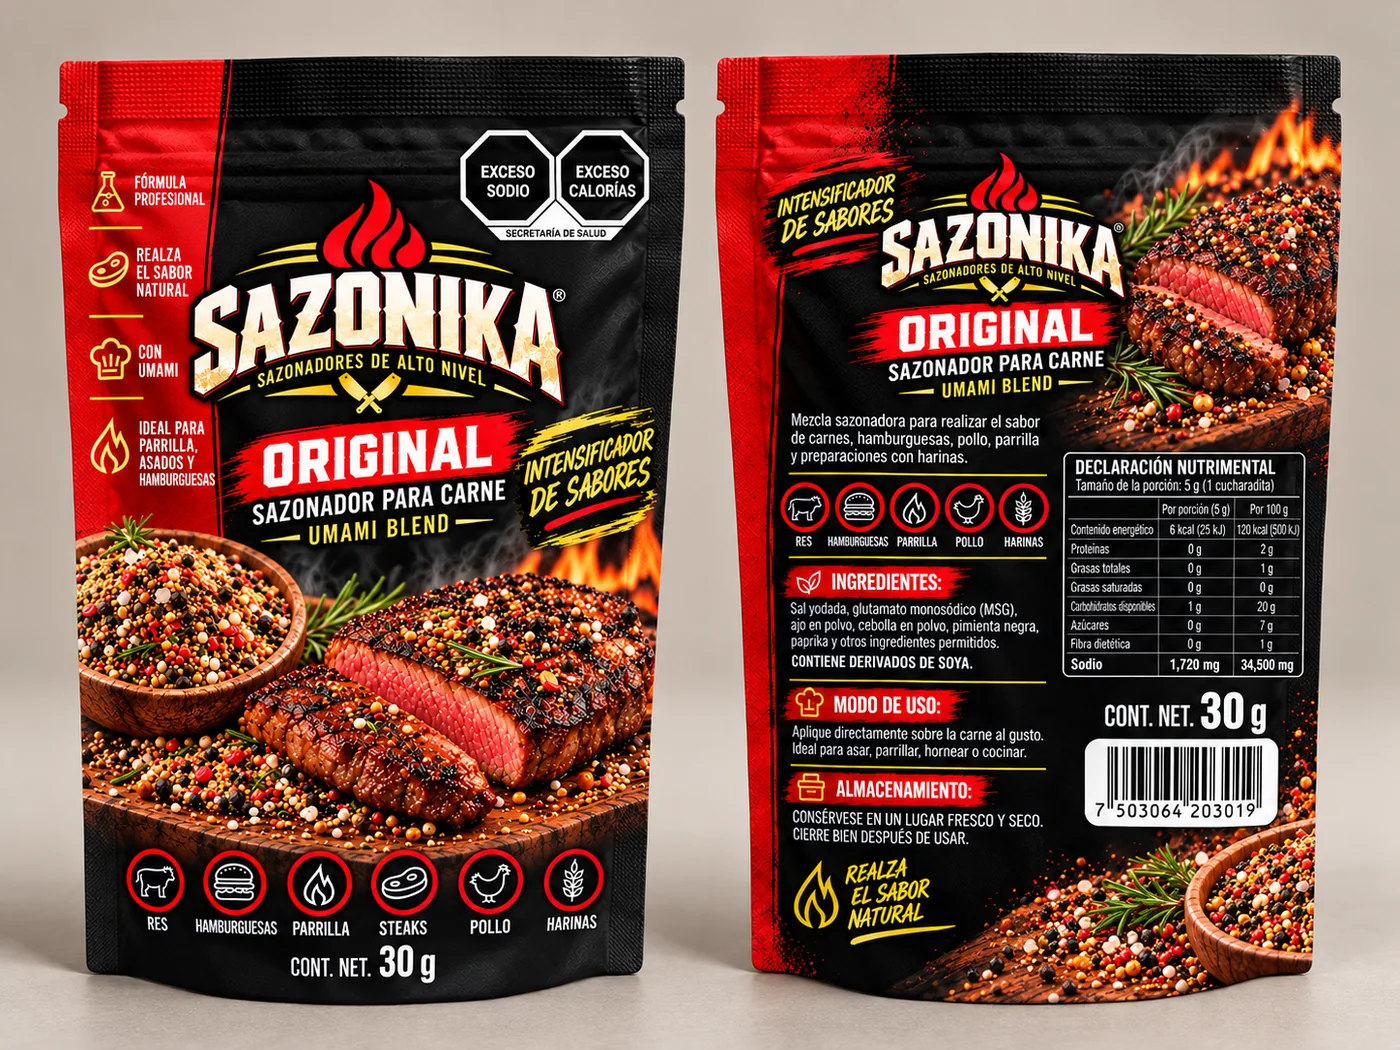 FÓRMULA
PROFESIONAL
REALZA
EL SABOR
NATURAL
CON
UMAMI
IDEAL PARA
PARRILLA,
ASADOS Y
HAMBURGUESAS
EXCESO
SODIO
EXCESO
CALORÍAS
SECRETARÍA DE SALUD
SAZONIKA®
SAZONADORES DE ALTO NIVEL
ORIGINAL
SAZONADOR PARA CARNE
UMAMI BLEND
INTENSIFICADOR
DE SABORES
RES
HAMBURGUESAS
PARRILLA
STEAKS
POLLO
HARINAS
CONT. NET. 30 g
INTENSIFICADOR
DE SABORES
SAZONIKA®
SAZONADORES DE ALTO NIVEL
ORIGINAL
SAZONADOR PARA CARNE
UMAMI BLEND
Mezcla sazonadora para realizar el sabor
de carnes, hamburguesas, pollo, parrilla
y preparaciones con harinas.
RES
HAMBURGUESAS
PARRILLA
POLLO
HARINAS
INGREDIENTES:
Sal yodada, glutamato monosódico (MSG),
ajo en polvo, cebolla en polvo, pimienta negra,
paprika y otros ingredientes permitidos.
CONTIENE DERIVADOS DE SOYA.
MODO DE USO:
Aplique directamente sobre la carne al gusto.
Ideal para asar, parrillar, hornear o cocinar.
ALMACENAMIENTO:
CONSÉRVESE EN UN LUGAR FRESCO Y SECO.
CIERRE BIEN DESPUÉS DE USAR.
REALZA
EL SABOR
NATURAL
DECLARACIÓN NUTRIMENTAL
Tamaño de la porción: 5 g (1 cucharadita)
Por porción (5 g) Por 100 g
Contenido energético 6 kcal (25 kJ) 120 kcal (500 kJ)
Proteínas 0 g 2 g
Grasas totales 0 g 1 g
Grasas saturadas 0 g 0 g
Carbohidratos disponibles 1 g 20 g
Azúcares 0 g 7 g
Fibra dietética 0 g 1 g
Sodio 1,720 mg 34,500 mg
CONT. NET. 30 g
7 503064 203019